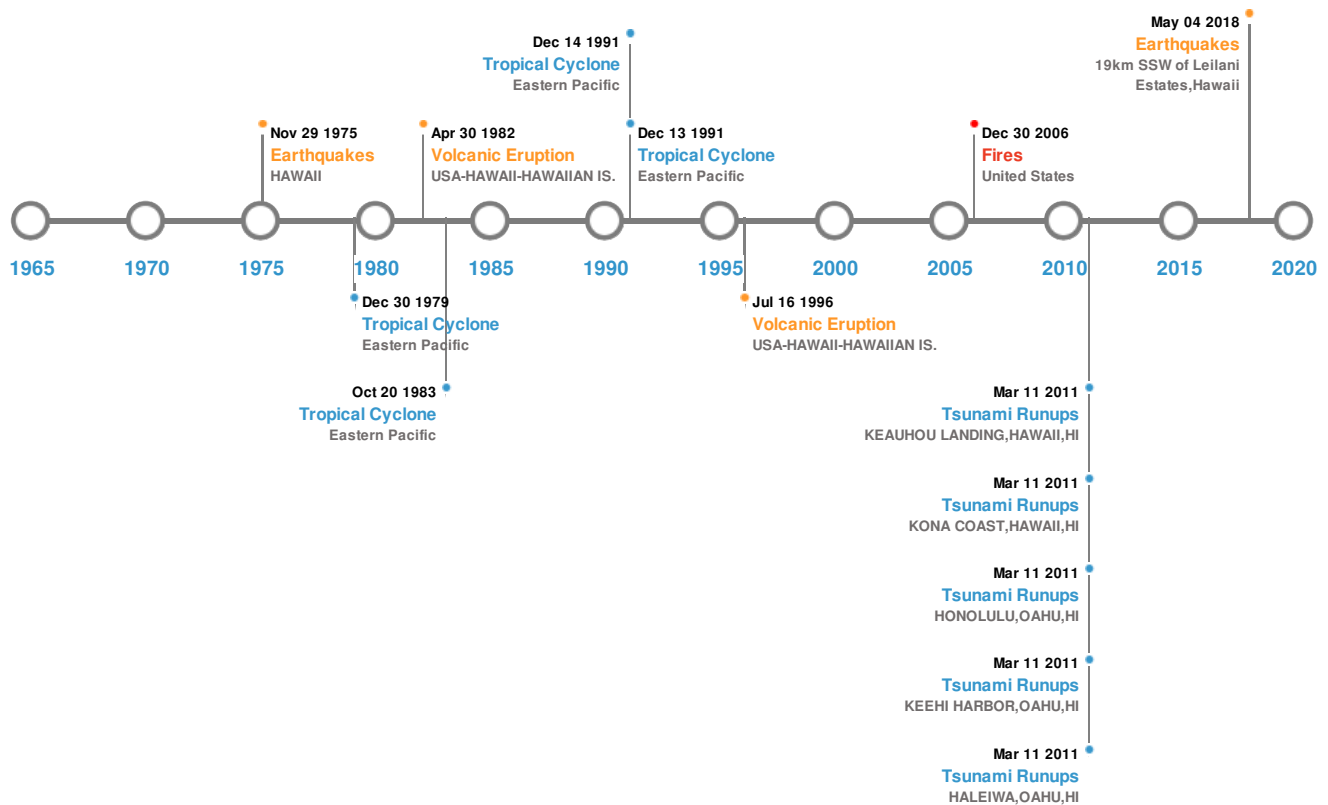 May 04 2018
Earthquakes
19km SSW of Leilani
Estates,Hawaii
Dec 14 1991
Tropical Cyclone
Eastern Pacific
Nov 29 1975
Earthquakes
HAWAII
Apr 30 1982
Volcanic Eruption
USA-HAWAII-HAWAIIAN IS.
Dec 13 1991
Tropical Cyclone
Eastern Pacific
Dec 30 2006
Fires
United States
1965 1970 1975 1980 1985 1990 1995 2000 2005 2010 2015 2020
Dec 30 1979
Tropical Cyclone
Eastern Pacific
Jul 16 1996
Volcanic Eruption
USA-HAWAII-HAWAIIAN IS.
Oct 20 1983
Tropical Cyclone
Eastern Pacific
Mar 11 2011
Tsunami Runups
KEAUHOU LANDING,HAWAII,HI
Mar 11 2011
Tsunami Runups
KONA COAST,HAWAII,HI
Mar 11 2011
Tsunami Runups
HONOLULU,OAHU,HI
Mar 11 2011
Tsunami Runups
KEEHI HARBOR,OAHU,HI
Mar 11 2011
Tsunami Runups
HALEIWA,OAHU,HI